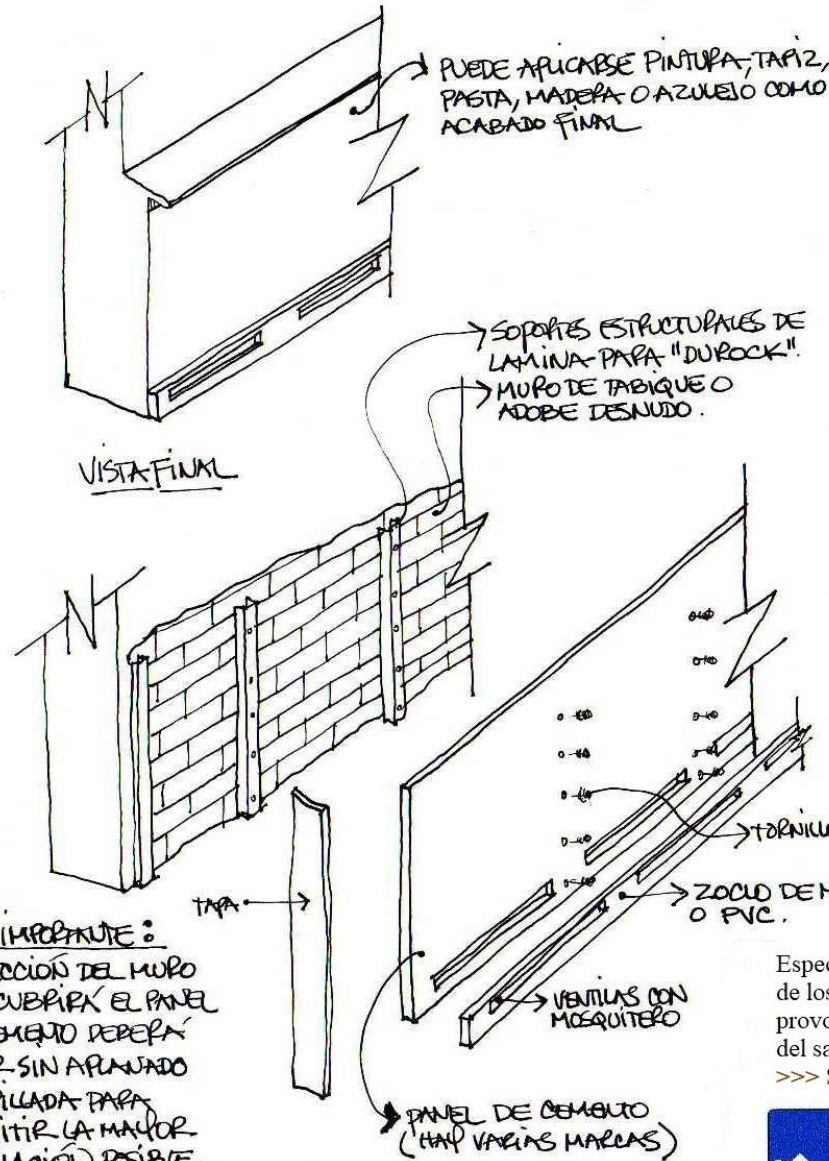 PUEDE APLICARSE PINTURA, TAPIZ,
PASTA, MADERA O AZULEJO COMO
ACABADO FINAL
SOPORTES ESTRUCTURALES DE
LAMINA PARA "DUROCK".
MURO DE TABIQUE O
ADOBE DESNUDO.
VISTA FINAL
TAPA
TORNILL
ZOCLO DE M
O PVC.
VENTILAS CON
MOSQUITERO
PANEL DE CEMENTO
(HAY VARIAS MARCAS)
IMPORTANTE:
CCIÓN DEL MURO
CUBRIRÁ EL PANEL
EMENTO DEBERÁ
R SIN APLANADO
ILLADA PARA
ITIR LA MAYOR
ACIÓN POSIBLE
Espec
de los
provo
del sa
>>> S